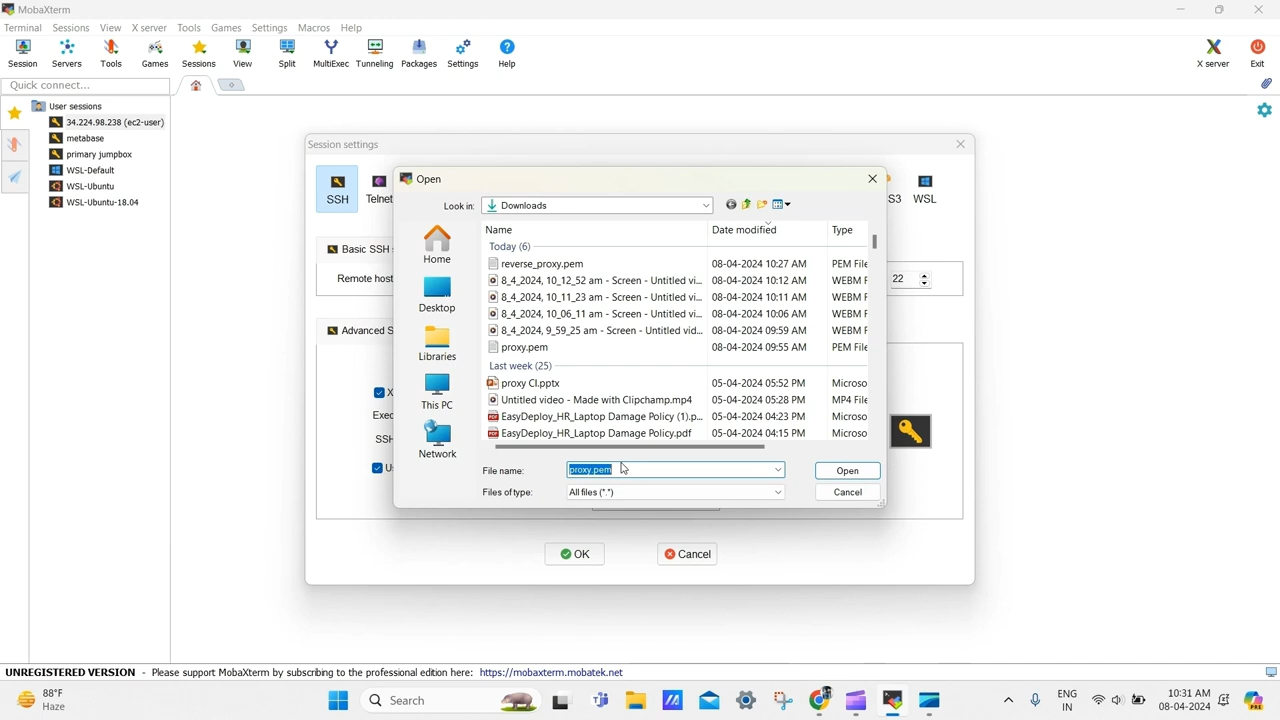 MobaXterm
Terminal Sessions View X server Tools Games Settings Macros Help
Session Servers Tools Games Sessions View Split MultiExec Tunneling Packages Settings Help X server Exit
Quick connect...
User sessions
34.224.98.238 (ec2-user)
metabase
primary jumpbox
WSL-Default
WSL-Ubuntu
WSL-Ubuntu-18.04
Session settings
SSH Telnet S3 WSL
Basic SSH
Remote host
22
Advanced S
X
Exec
SSH
Open
Look in: Downloads
Home
Desktop
Libraries
This PC
Network
Name Date modified Type
Today (6)
reverse_proxy.pem 08-04-2024 10:27 AM PEM File
8_4_2024, 10_12_52 am - Screen - Untitled vi... 08-04-2024 10:12 AM WEBM F
8_4_2024, 10_11_23 am - Screen - Untitled vi... 08-04-2024 10:11 AM WEBM F
8_4_2024, 10_06_11 am - Screen - Untitled vi... 08-04-2024 10:06 AM WEBM F
8_4_2024, 9_59_25 am - Screen - Untitled vid... 08-04-2024 09:59 AM WEBM F
proxy.pem 08-04-2024 09:55 AM PEM File
Last week (25)
proxy CI.pptx 05-04-2024 05:52 PM Microso
Untitled video - Made with Clipchamp.mp4 05-04-2024 05:28 PM MP4 File
EasyDeploy_HR_Laptop Damage Policy (1).p... 05-04-2024 04:23 PM Microso
EasyDeploy_HR_Laptop Damage Policy.pdf 05-04-2024 04:15 PM Microso
File name: proxy.pem Open
Files of type: All files (*.*) Cancel
OK Cancel
UNREGISTERED VERSION - Please support MobaXterm by subscribing to the professional edition here: https://mobaxterm.mobatek.net
88°F
Haze
Search
ENG
IN
10:31 AM
08-04-2024